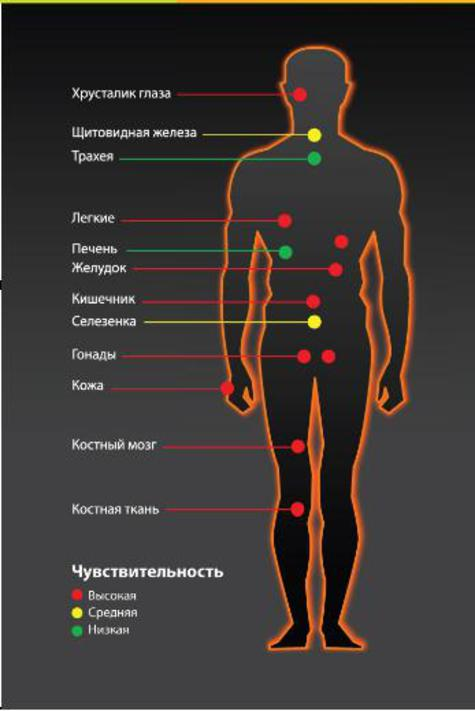 Хрусталик глаза
Щитовидная железа
Трахея
Легкие
Печень
Желудок
Кишечник
Селезенка
Гонады
Кожа
Костный мозг
Костная ткань
Чувствительность
Высокая
Средняя
Низкая